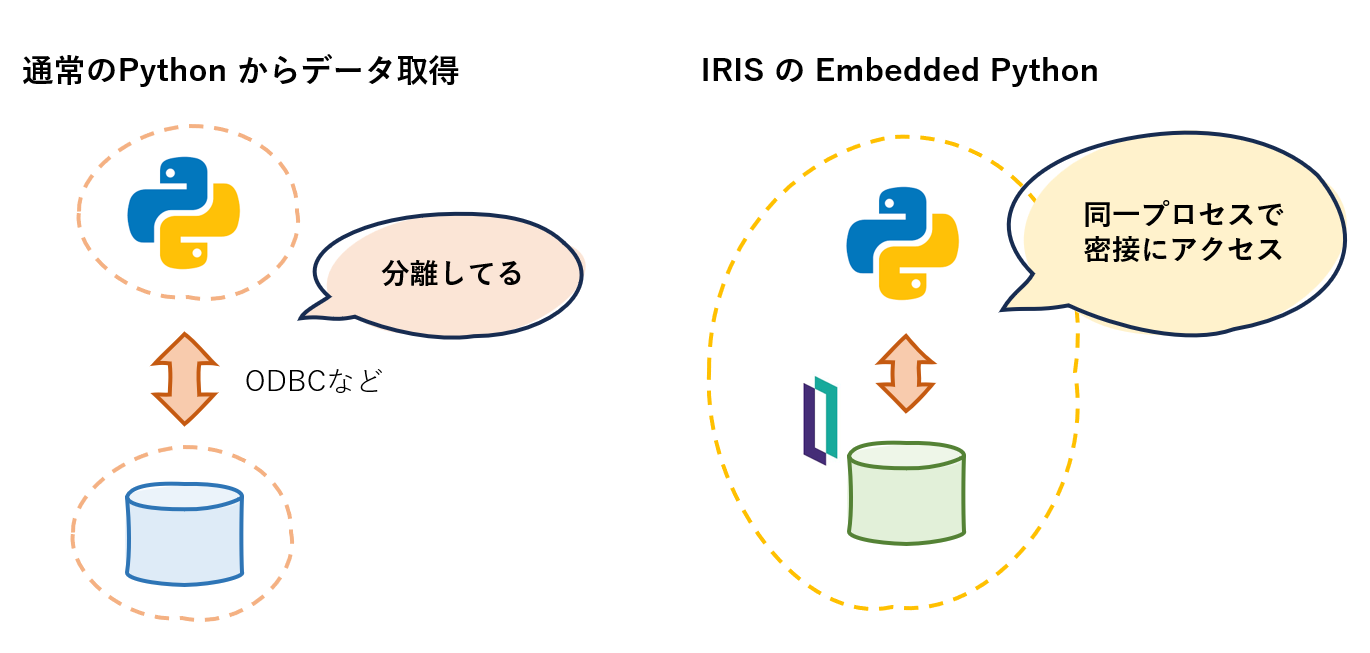 通常のPython からデータ取得
IRIS の Embedded Python
同一プロセスで
密接にアクセス
分離してる
ODBCなど